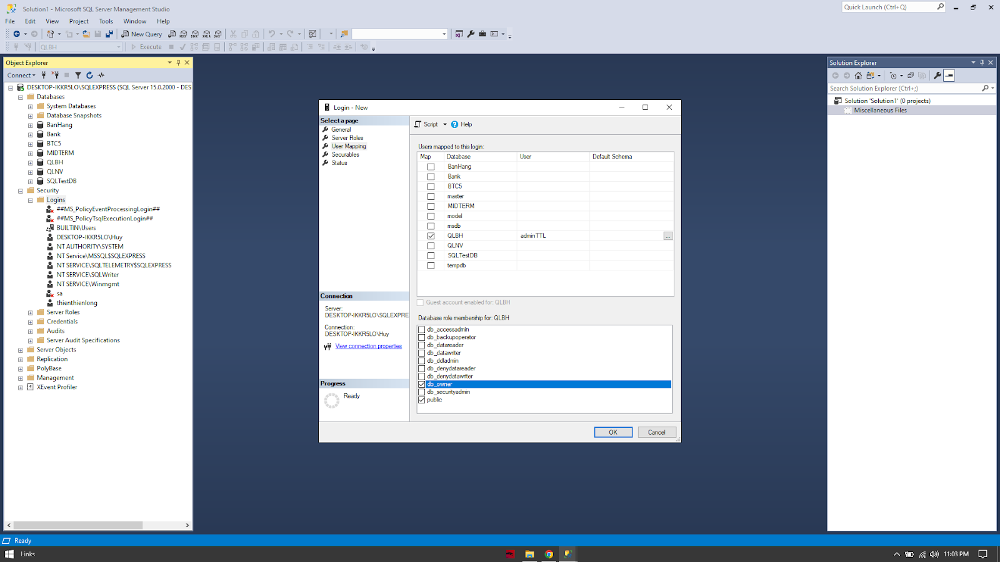 Solution1 - Microsoft SQL Server Management Studio
Quick Launch (Ctrl+Q)
File Edit View Project Tools Window Help
New Query
MDX DMX XMLA DAX
QLBH
Execute
Object Explorer
Connect
DESKTOP-IKKR5LO\SQLEXPRESS (SQL Server 15.0.2000 - DES
Databases
System Databases
Database Snapshots
BanHang
Bank
BTC5
MIDTERM
QLBH
QLNV
SQLTestDB
Security
Logins
##MS_PolicyEventProcessingLogin##
##MS_PolicyTsqlExecutionLogin##
BUILTIN\Users
DESKTOP-IKKR5LO\Huy
NT AUTHORITY\SYSTEM
NT Service\MSSQL$SQLEXPRESS
NT SERVICE\SQLTELEMETRY$SQLEXPRESS
NT SERVICE\SQLWriter
NT SERVICE\Winmgmt
sa
thienthienlong
Server Roles
Credentials
Audits
Server Audit Specifications
Server Objects
Replication
PolyBase
Management
XEvent Profiler
Login - New
Select a page
General
Server Roles
User Mapping
Securables
Status
Connection
Server:
DESKTOP-IKKR5LO\SQLEXPRE
Connection:
DESKTOP-IKKR5LO\Huy
View connection properties
Progress
Ready
Script Help
Users mapped to this login:
Map Database User Default Schema
BanHang
Bank
BTC5
master
MIDTERM
model
msdb
QLBH adminTTL ...
QLNV
SQLTestDB
tempdb
Guest account enabled for: QLBH
Database role membership for: QLBH
db_accessadmin
db_backupoperator
db_datareader
db_datawriter
db_ddladmin
db_denydatareader
db_denydatawriter
db_owner
db_securityadmin
public
OK Cancel
Solution Explorer
Search Solution Explorer (Ctrl+;)
Solution 'Solution1' (0 projects)
Miscellaneous Files
Ready
Links
11:03 PM